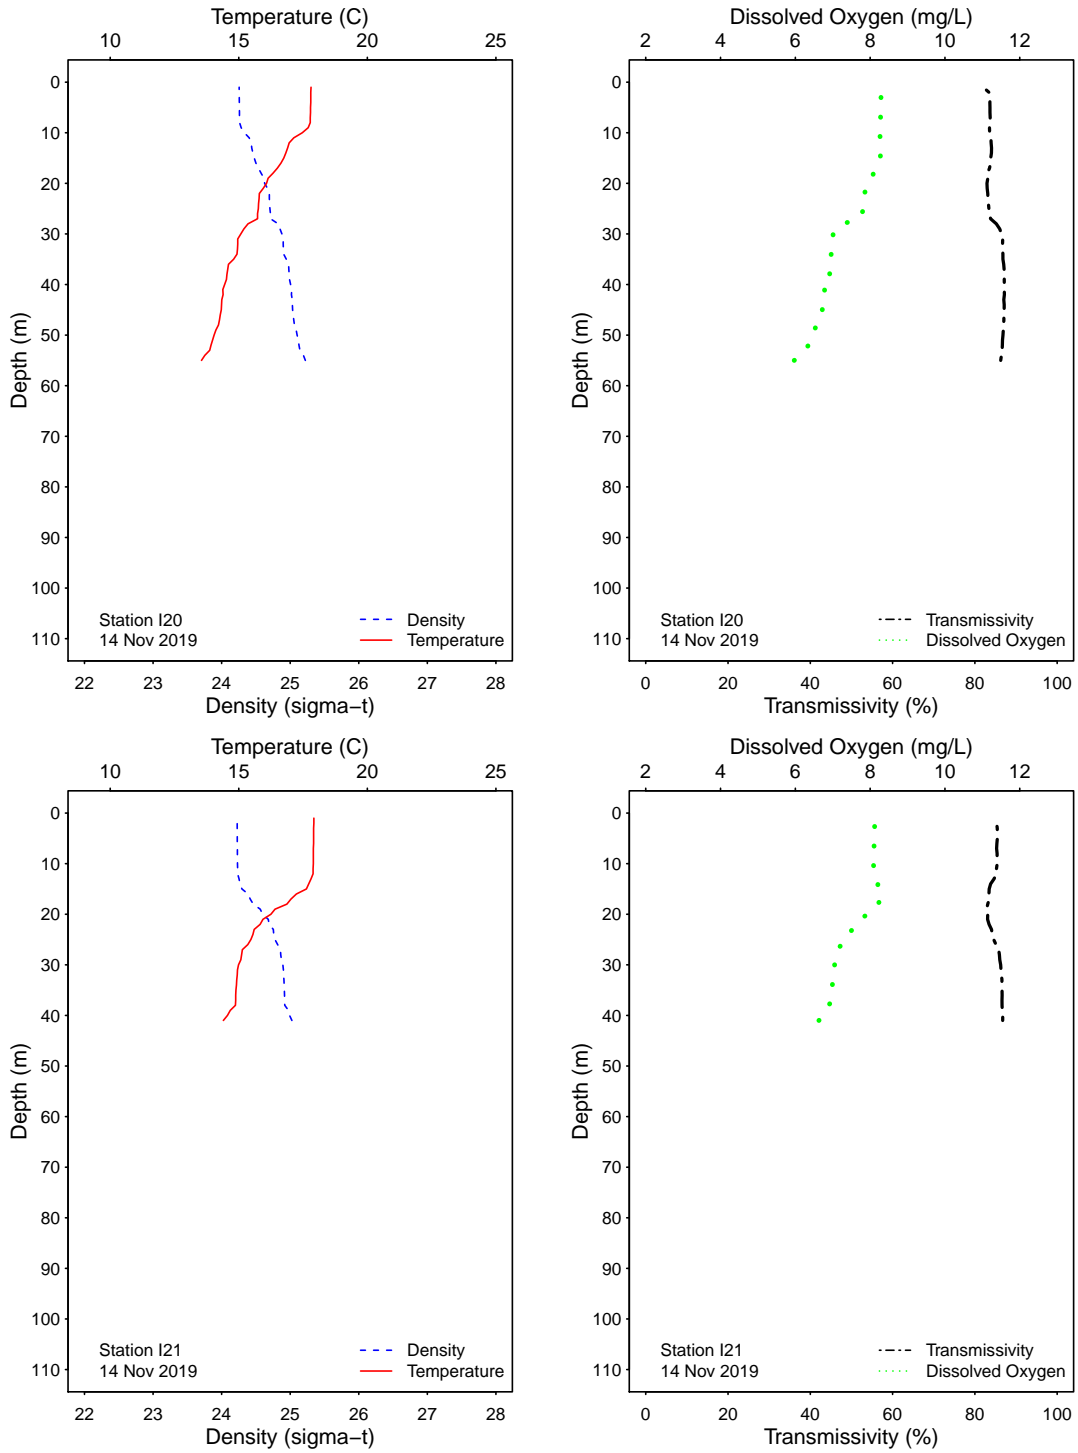 Temperature (C)
10 15 20 25
0
10
20
30
40
50
60
70
80
90
100
110
Depth (m)
Station I20
14 Nov 2019
Density
Temperature
22 23 24 25 26 27 28
Density (sigma−t)
Dissolved Oxygen (mg/L)
2 4 6 8 10 12
0
10
20
30
40
50
60
70
80
90
100
110
Depth (m)
Station I20
14 Nov 2019
Transmissivity
Dissolved Oxygen
0 20 40 60 80 100
Transmissivity (%)
Temperature (C)
10 15 20 25
0
10
20
30
40
50
60
70
80
90
100
110
Depth (m)
Station I21
14 Nov 2019
Density
Temperature
22 23 24 25 26 27 28
Density (sigma−t)
Dissolved Oxygen (mg/L)
2 4 6 8 10 12
0
10
20
30
40
50
60
70
80
90
100
110
Depth (m)
Station I21
14 Nov 2019
Transmissivity
Dissolved Oxygen
0 20 40 60 80 100
Transmissivity (%)